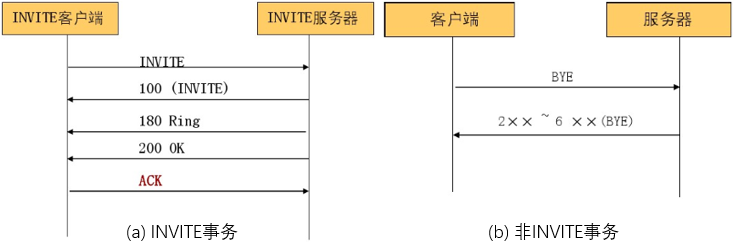 INVITE客户端
INVITE服务器
INVITE
100 (INVITE)
180 Ring
200 OK
ACK
(a) INVITE事务
客户端
服务器
BYE
2×× ~ 6 ××(BYE)
(b) 非INVITE事务